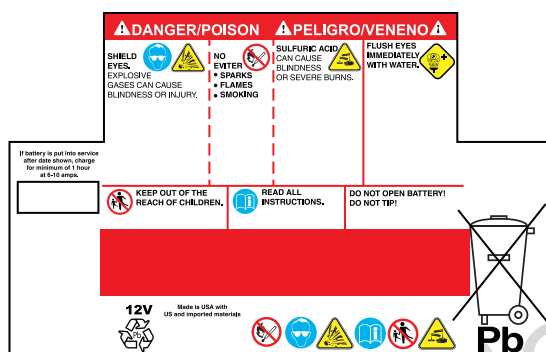 DANGER/POISON
PELIGRO/VENENO
SHIELD
EYES.
EXPLOSIVE
GASES CAN CAUSE
BLINDNESS OR INJURY.
NO
EVITER
• SPARKS
• FLAMES
• SMOKING
SULFURIC ACID
CAN CAUSE
BLINDNESS
OR SEVERE BURNS.
FLUSH EYES
IMMEDIATELY
WITH WATER.
If battery is put into service
after date shown, charge
for minimum of 1 hour
at 6-10 amps.
KEEP OUT OF THE
REACH OF CHILDREN.
READ ALL
INSTRUCTIONS.
DO NOT OPEN BATTERY!
DO NOT TIP!
12V
Pb
Made is USA with
US and imported materials
Pb